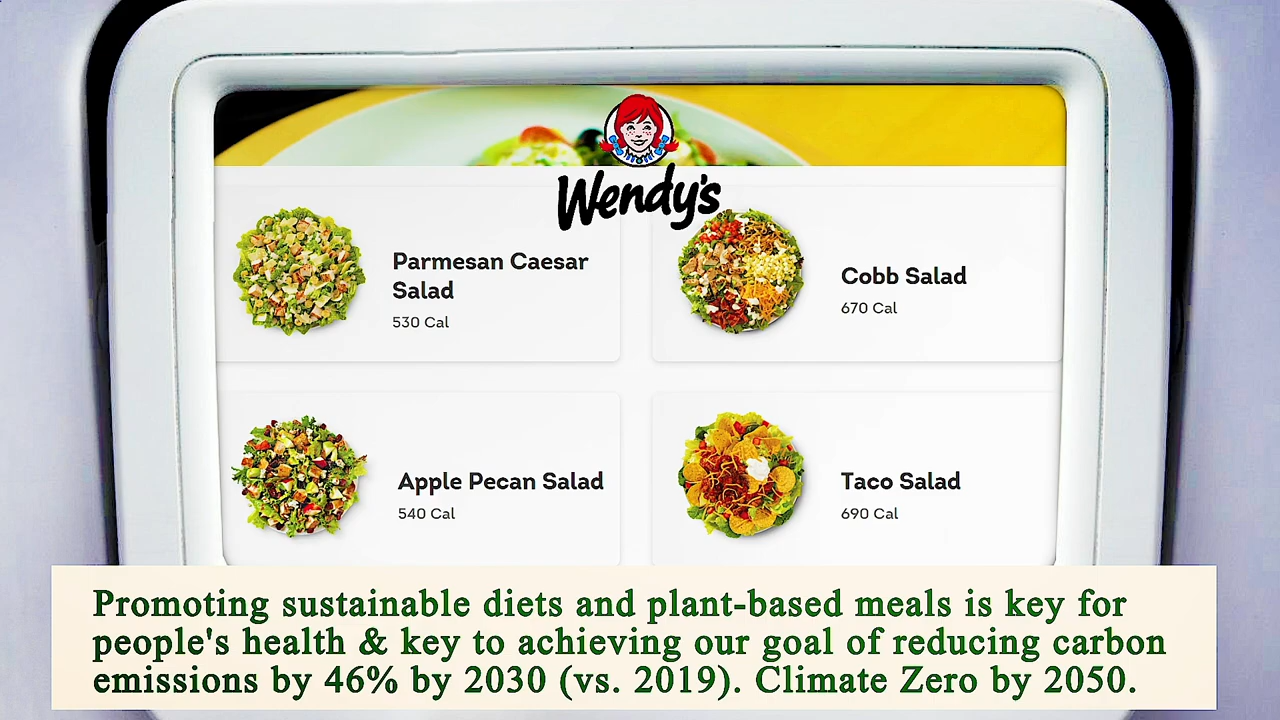 Wendy's
Parmesan Caesar
Salad
530 Cal
Cobb Salad
670 Cal
Apple Pecan Salad
540 Cal
Taco Salad
690 Cal
Promoting sustainable diets and plant-based meals is key for
people's health & key to achieving our goal of reducing carbon
emissions by 46% by 2030 (vs. 2019). Climate Zero by 2050.